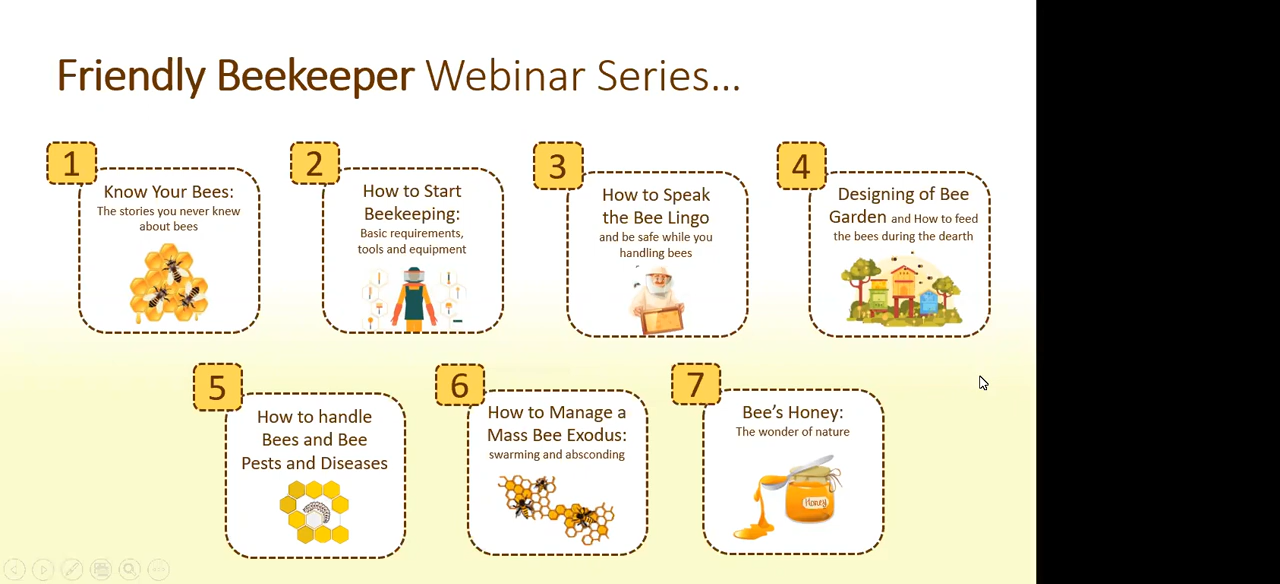 Friendly Beekeeper Webinar Series...
1
Know Your Bees:
The stories you never knew
about bees
2
How to Start
Beekeeping:
Basic requirements,
tools and equipment
3
How to Speak
the Bee Lingo
and be safe while you
handling bees
4
Designing of Bee
Garden and How to feed
the bees during the dearth
5
How to handle
Bees and Bee
Pests and Diseases
6
How to Manage a
Mass Bee Exodus:
swarming and absconding
7
Bee’s Honey:
The wonder of nature
Honey